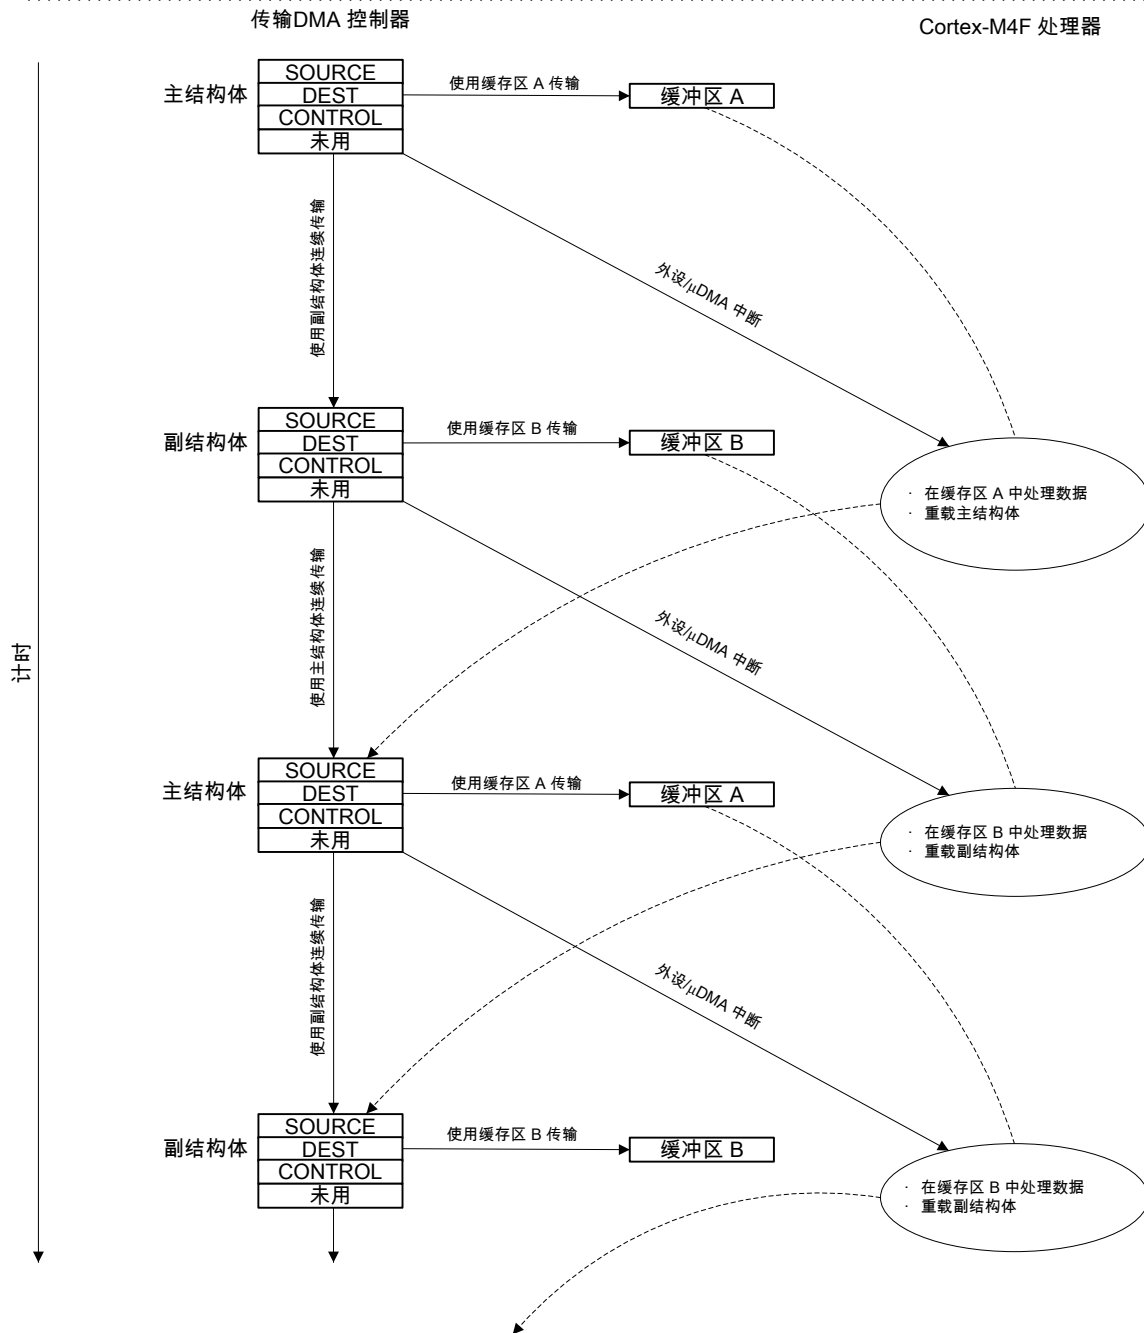 传输DMA 控制器
Cortex-M4F 处理器
主结构体
SOURCE
DEST
CONTROL
未用
使用缓存区 A 传输
缓冲区 A
使用副结构体连续传输
外设/μDMA 中断
副结构体
SOURCE
DEST
CONTROL
未用
使用缓存区 B 传输
缓冲区 B
· 在缓存区 A 中处理数据
· 重载主结构体
使用主结构体连续传输
外设/μDMA 中断
计时
主结构体
SOURCE
DEST
CONTROL
未用
使用缓存区 A 传输
缓冲区 A
· 在缓存区 B 中处理数据
· 重载副结构体
使用副结构体连续传输
外设/μDMA 中断
副结构体
SOURCE
DEST
CONTROL
未用
使用缓存区 B 传输
缓冲区 B
· 在缓存区 B 中处理数据
· 重载副结构体